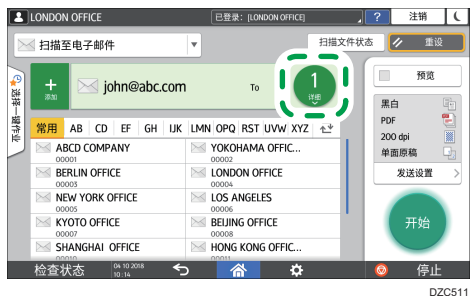 LONDON OFFICE
已登录: [LONDON OFFICE]
?
注销
扫描至电子邮件
扫描文件状态
重设
选择一键作业
+
添加
john@abc.com
To
1
详细
预览
黑白
PDF
200 dpi
单面原稿
发送设置
开始
常用 AB CD EF GH IJK LMN OPQ RST UVW XYZ
ABCD COMPANY
00001
YOKOHAMA OFFIC...
00002
BERLIN OFFICE
00003
LONDON OFFICE
00004
NEW YORK OFFICE
00005
LOS ANGELES
00006
KYOTO OFFICE
00007
BEIJING OFFICE
00008
SHANGHAI OFFICE
HONG KONG OFFIC...
检查状态
04 10 2018
10:14
停止
DZC511